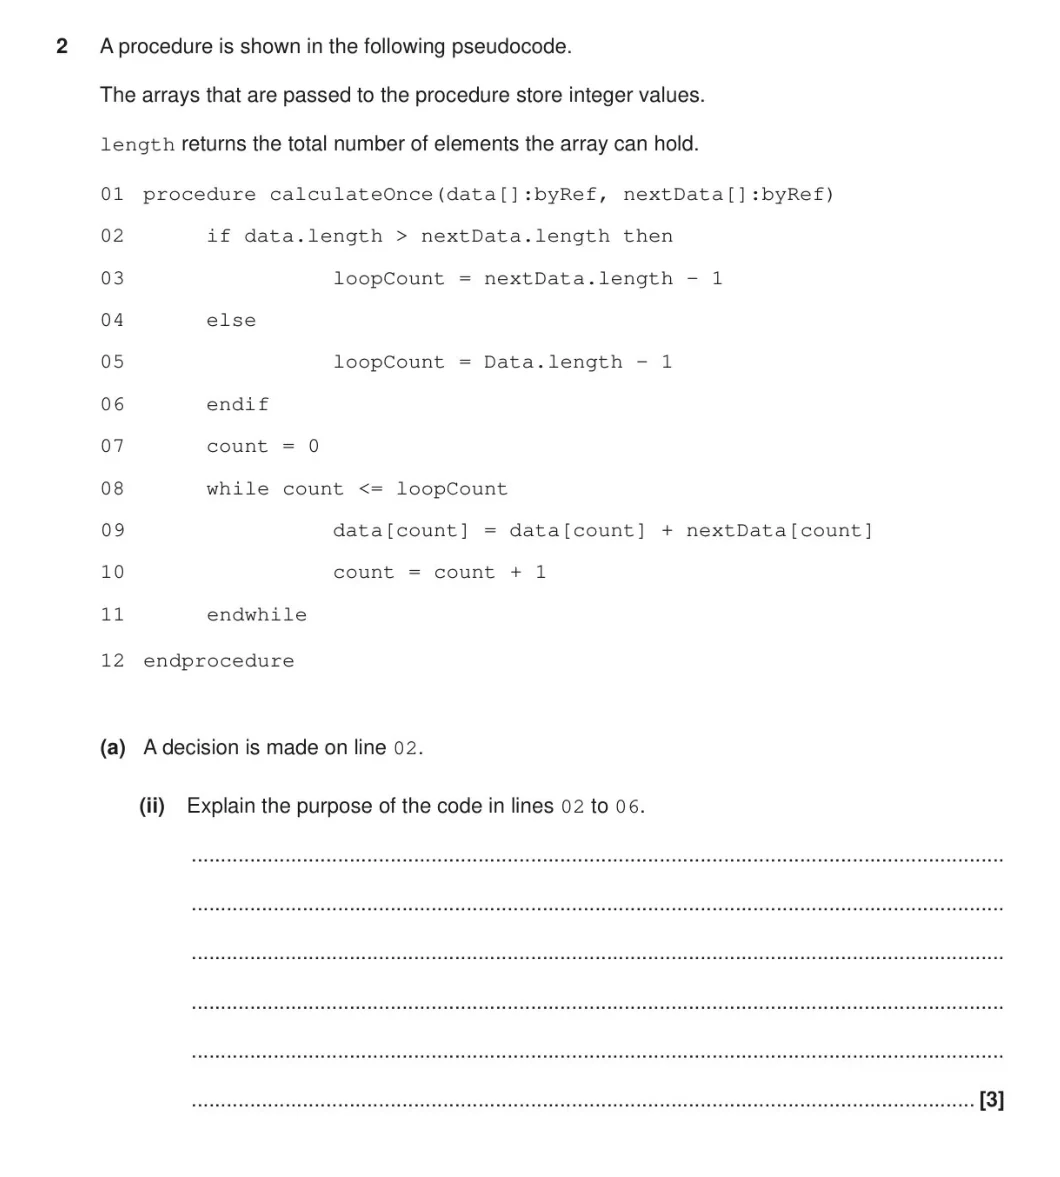 2 A procedure is shown in the following pseudocode.
The arrays that are passed to the procedure store integer values.
length returns the total number of elements the array can hold.
01 procedure calculateOnce(data[]:byRef, nextData[]:byRef)
02 if data.length > nextData.length then
03 loopCount = nextData.length - 1
04 else
05 loopCount = Data.length - 1
06 endif
07 count = 0
08 while count <= loopCount
09 data[count] = data[count] + nextData[count]
10 count = count + 1
11 endwhile
12 endprocedure
(a) A decision is made on line 02.
(ii) Explain the purpose of the code in lines 02 to 06.
[3]